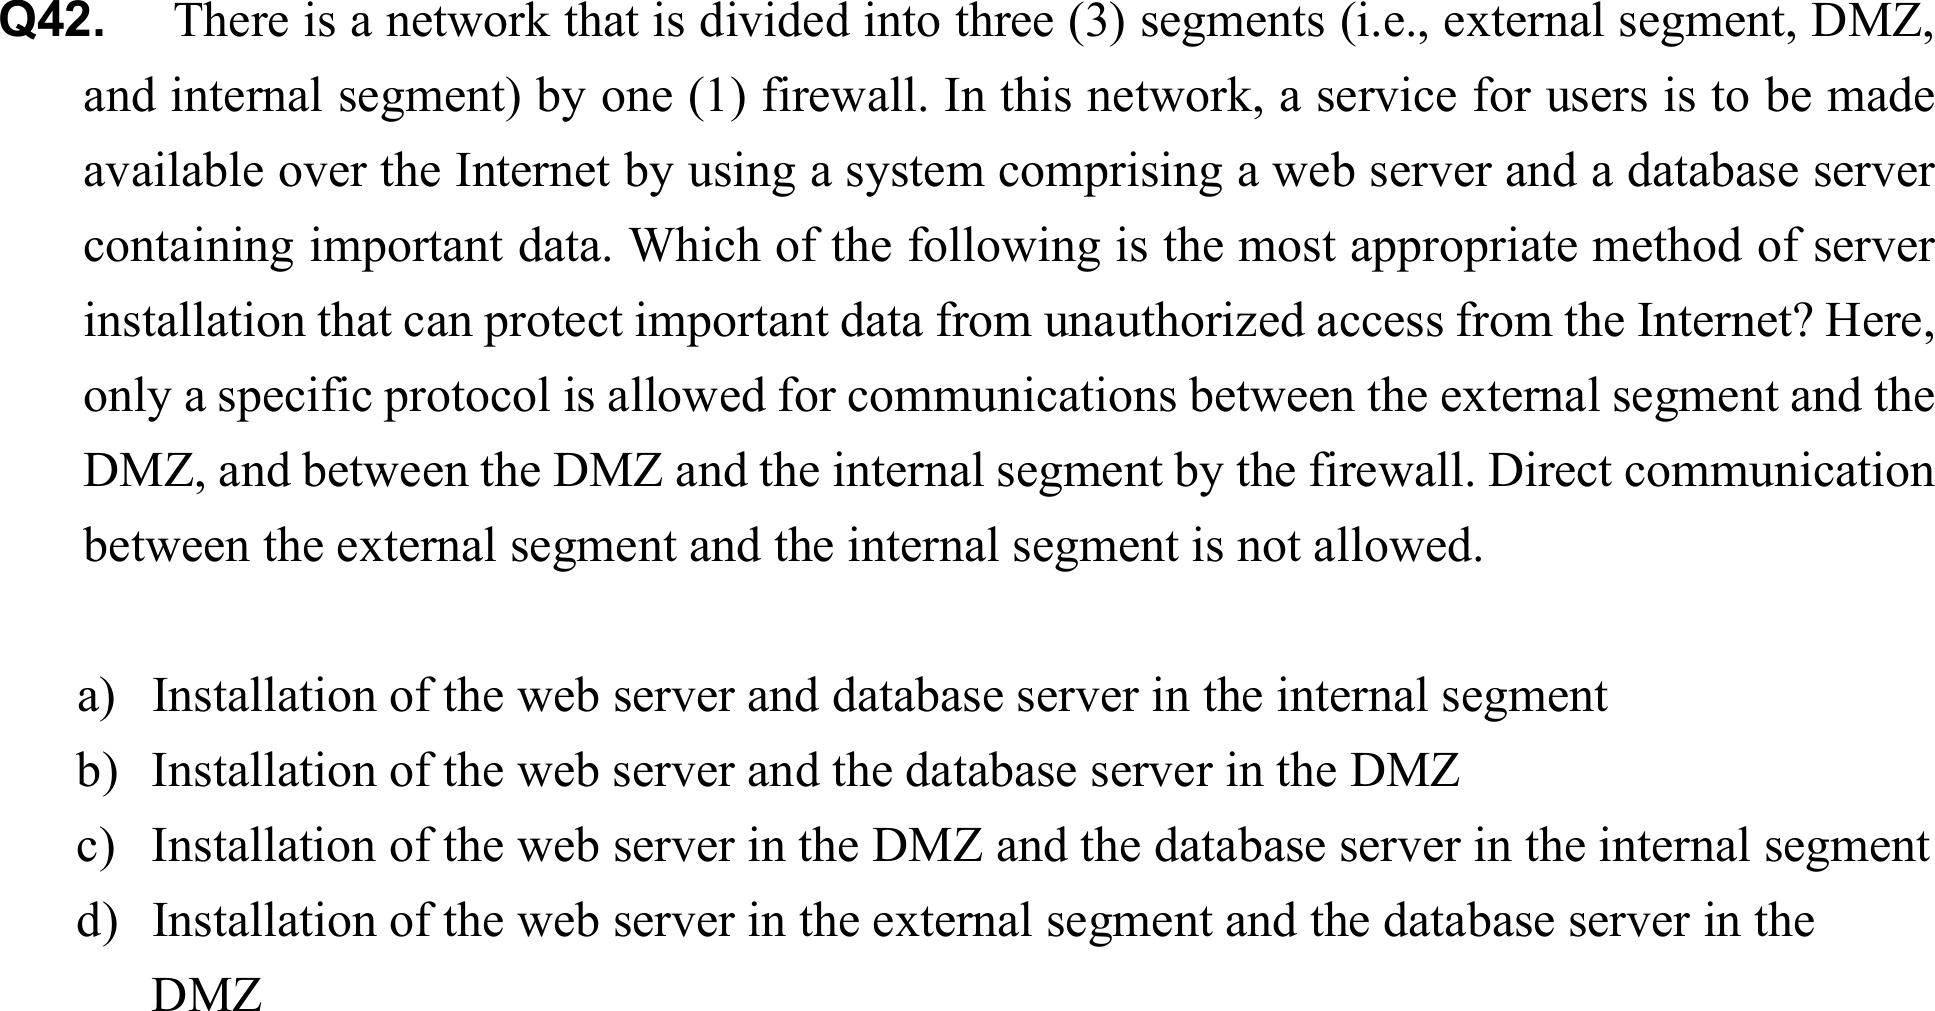 Q42. There is a network that is divided into three (3) segments (i.e., external segment, DMZ,
and internal segment) by one (1) firewall. In this network, a service for users is to be made
available over the Internet by using a system comprising a web server and a database server
containing important data. Which of the following is the most appropriate method of server
installation that can protect important data from unauthorized access from the Internet? Here,
only a specific protocol is allowed for communications between the external segment and the
DMZ, and between the DMZ and the internal segment by the firewall. Direct communication
between the external segment and the internal segment is not allowed.
a) Installation of the web server and database server in the internal segment
b) Installation of the web server and the database server in the DMZ
c) Installation of the web server in the DMZ and the database server in the internal segment
d) Installation of the web server in the external segment and the database server in the
DMZ